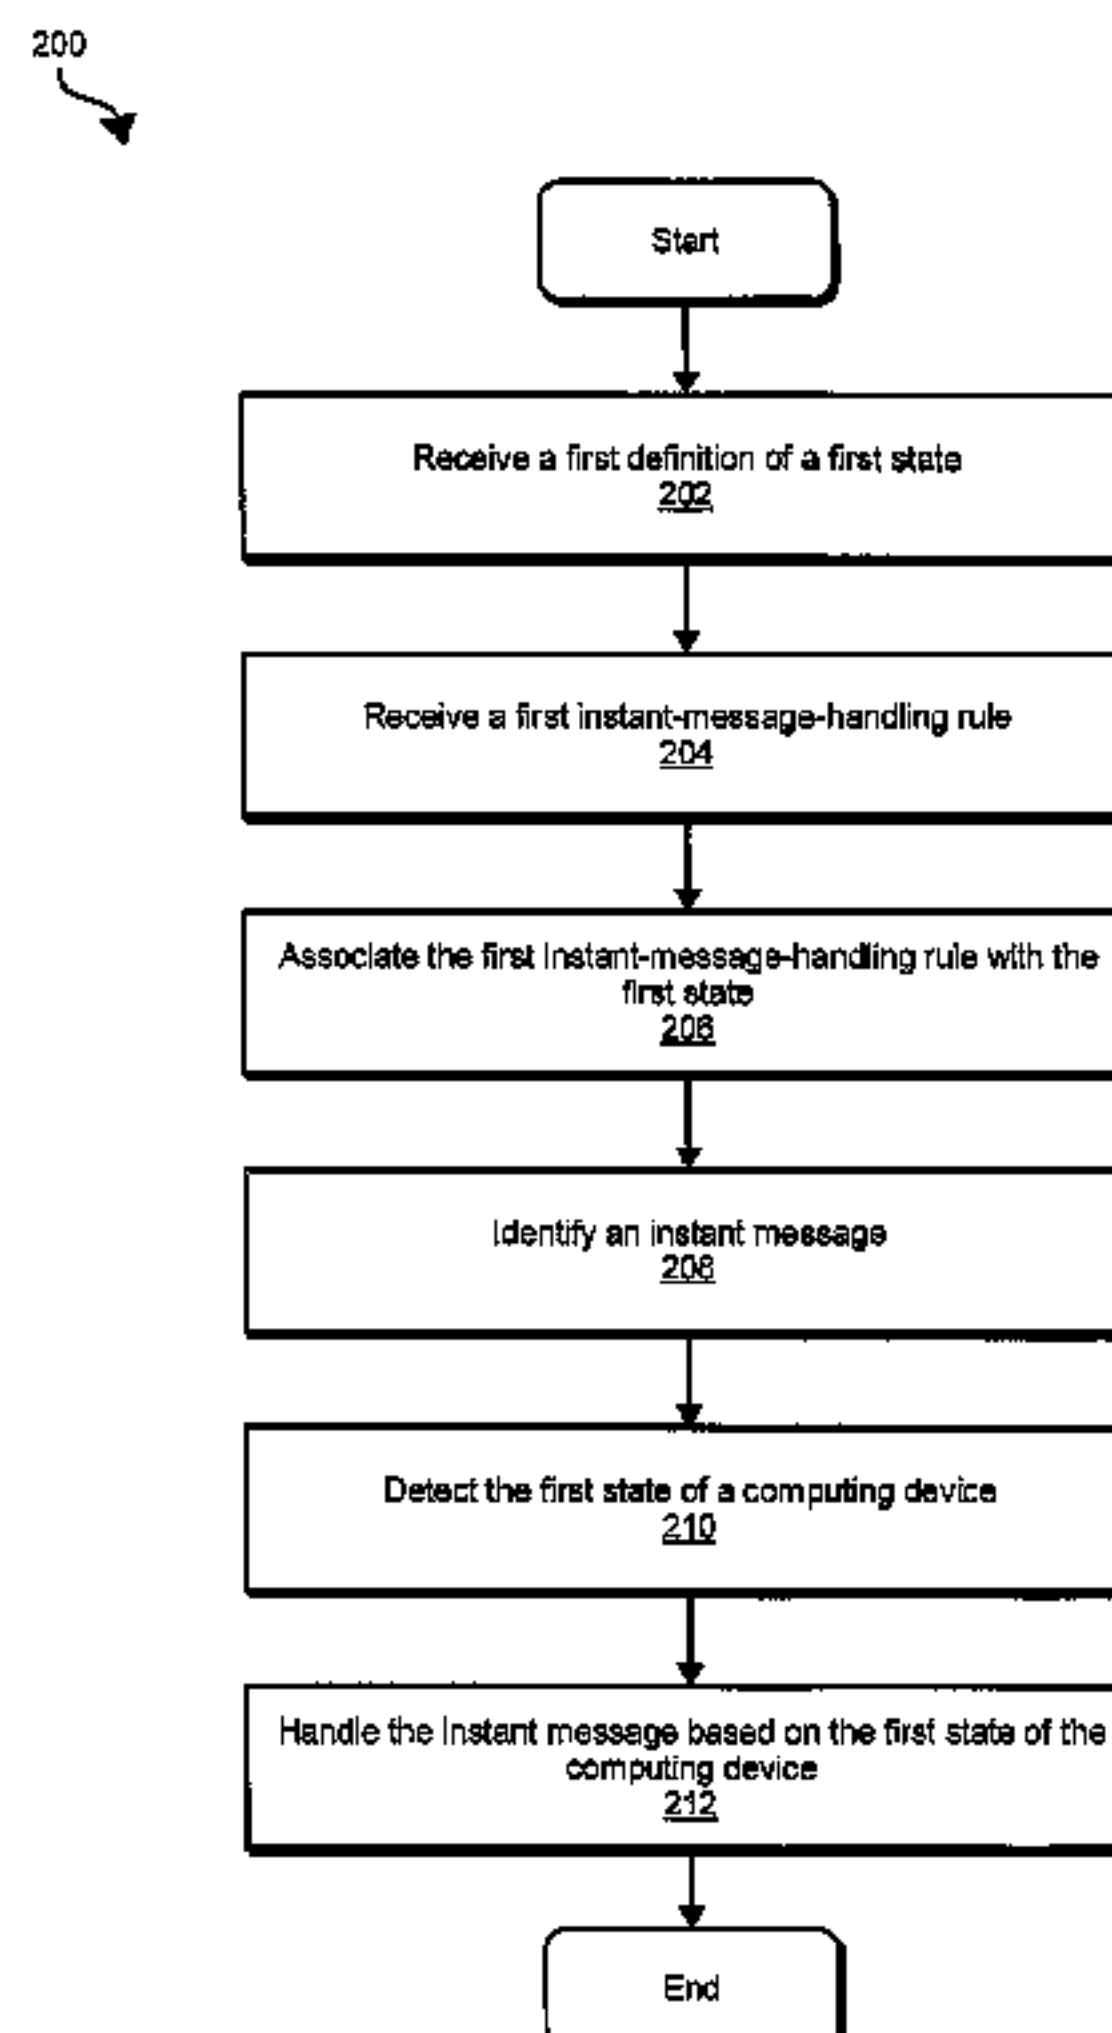 200
Start
Receive a first definition of a first state
202
Receive a first instant-message-handling rule
204
Associate the first instant-message-handling rule with the
first state
206
Identify an instant message
208
Detect the first state of a computing device
210
Handle the instant message based on the first state of the
computing device
212
End